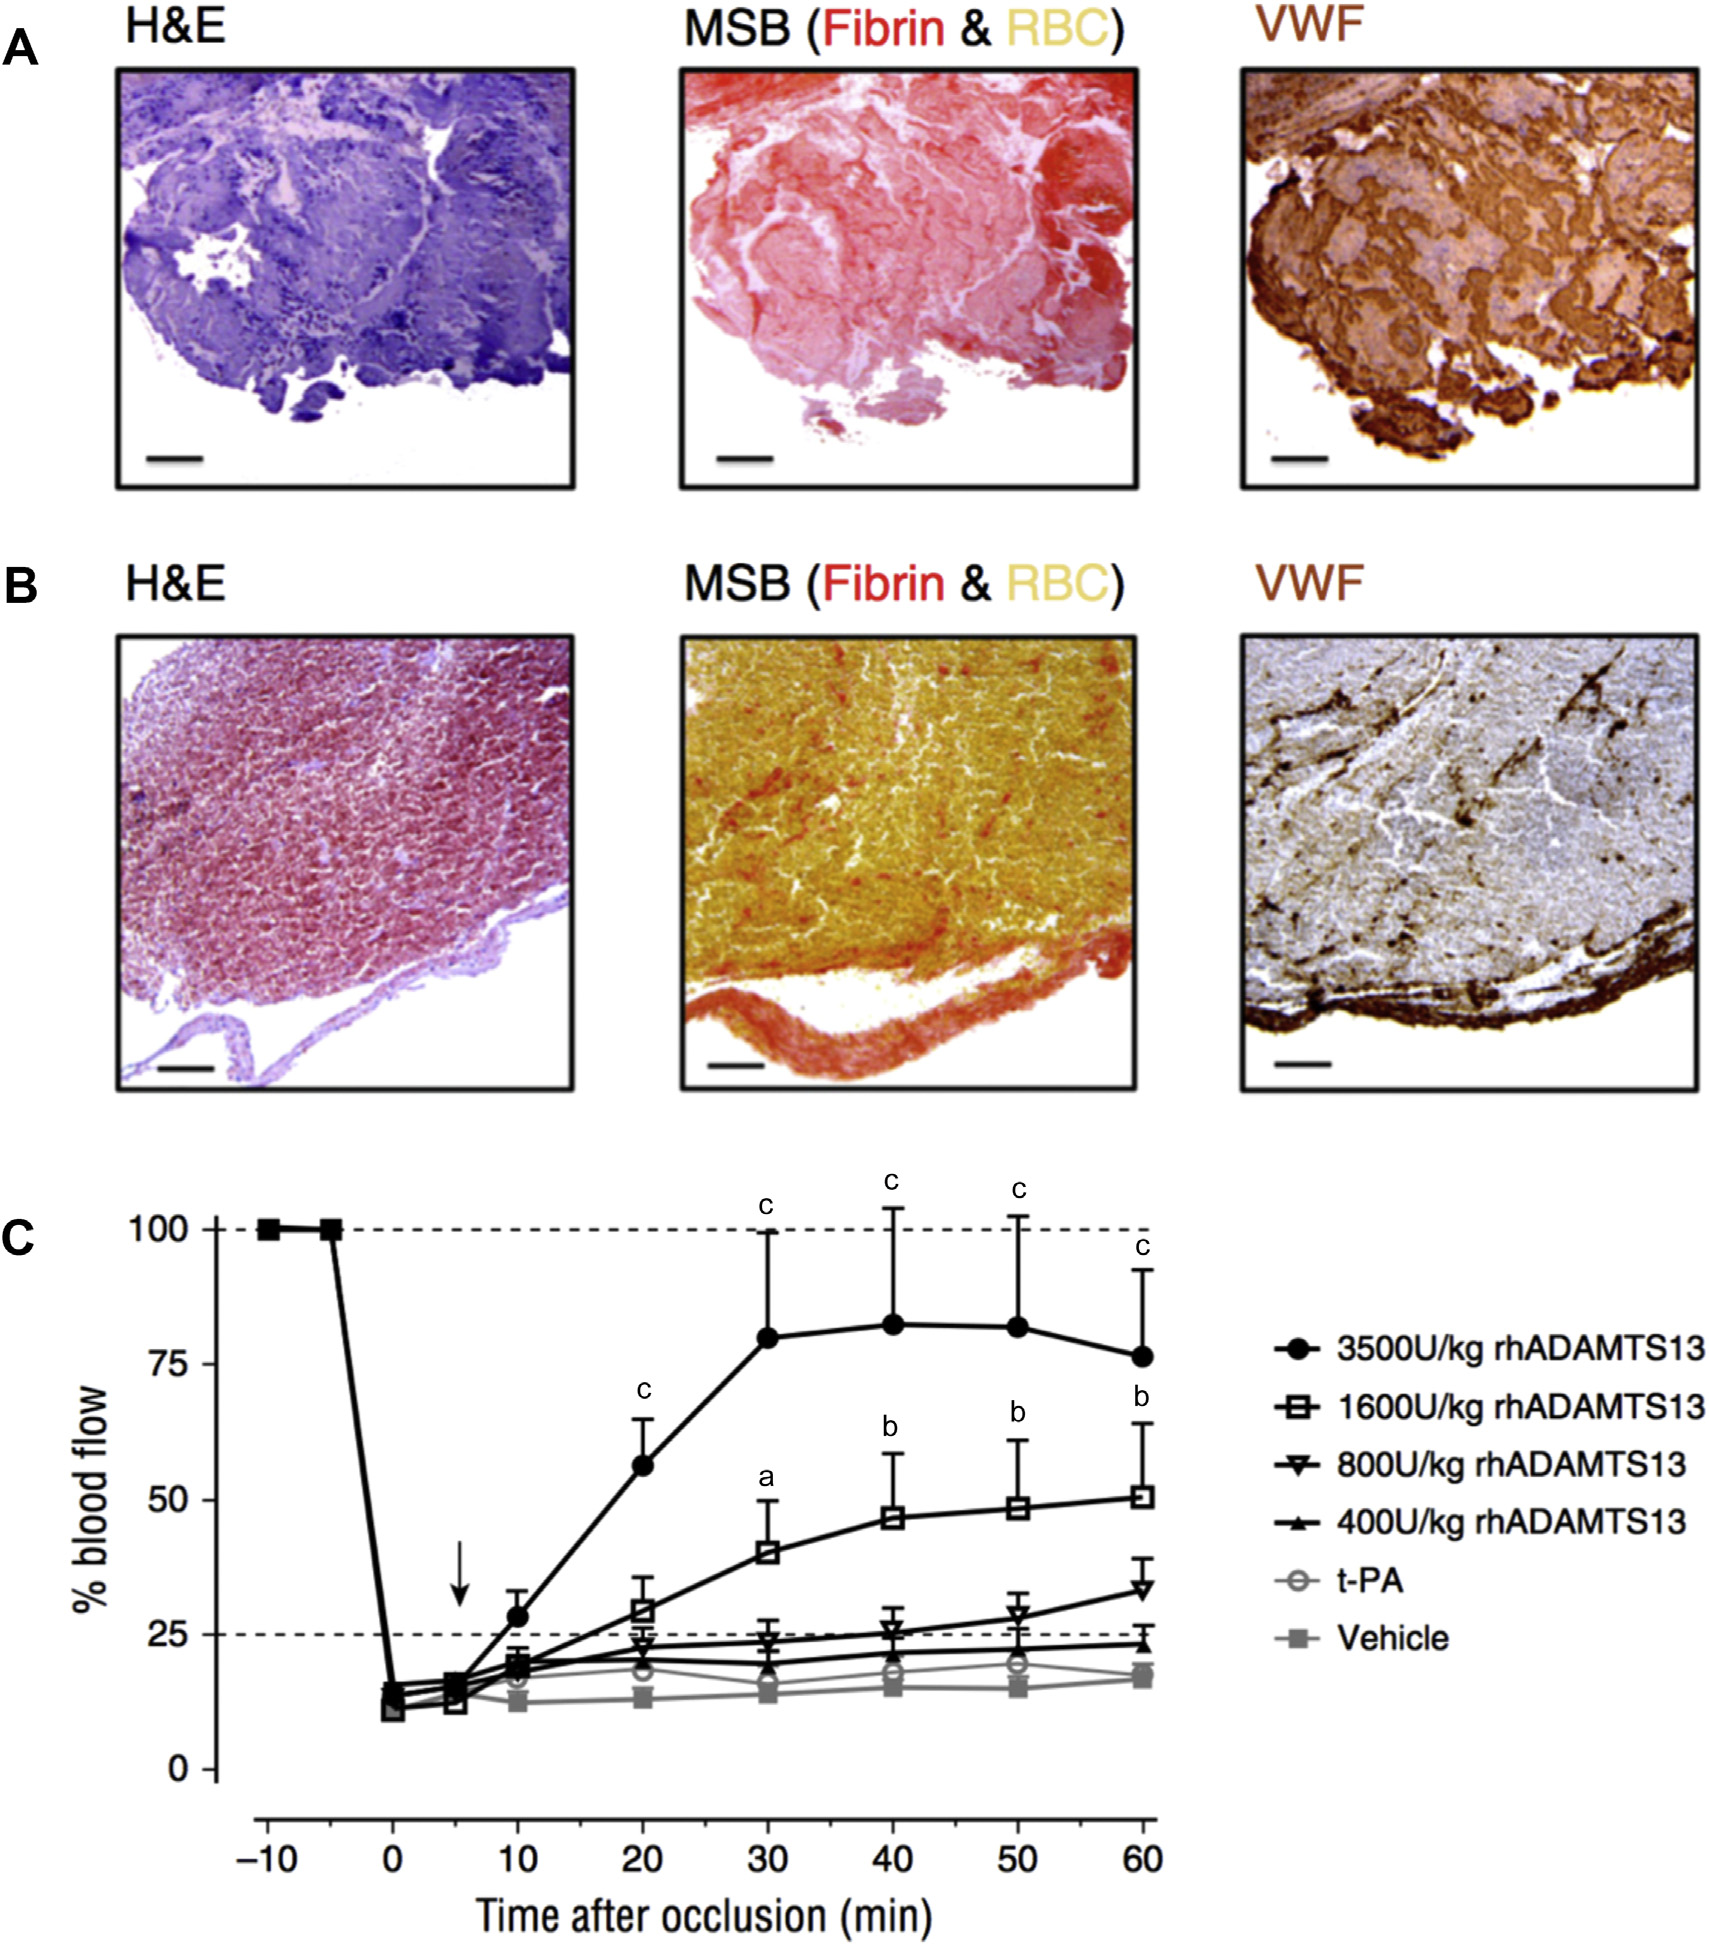 A
H&E
MSB (Fibrin & RBC)
VWF
B
H&E
MSB (Fibrin & RBC)
VWF
C
% blood flow
100
75
50
25
0
c
c
c
c
c
a
b
b
b
3500U/kg rhADAMTS13
1600U/kg rhADAMTS13
800U/kg rhADAMTS13
400U/kg rhADAMTS13
t-PA
Vehicle
−10 0 10 20 30 40 50 60
Time after occlusion (min)